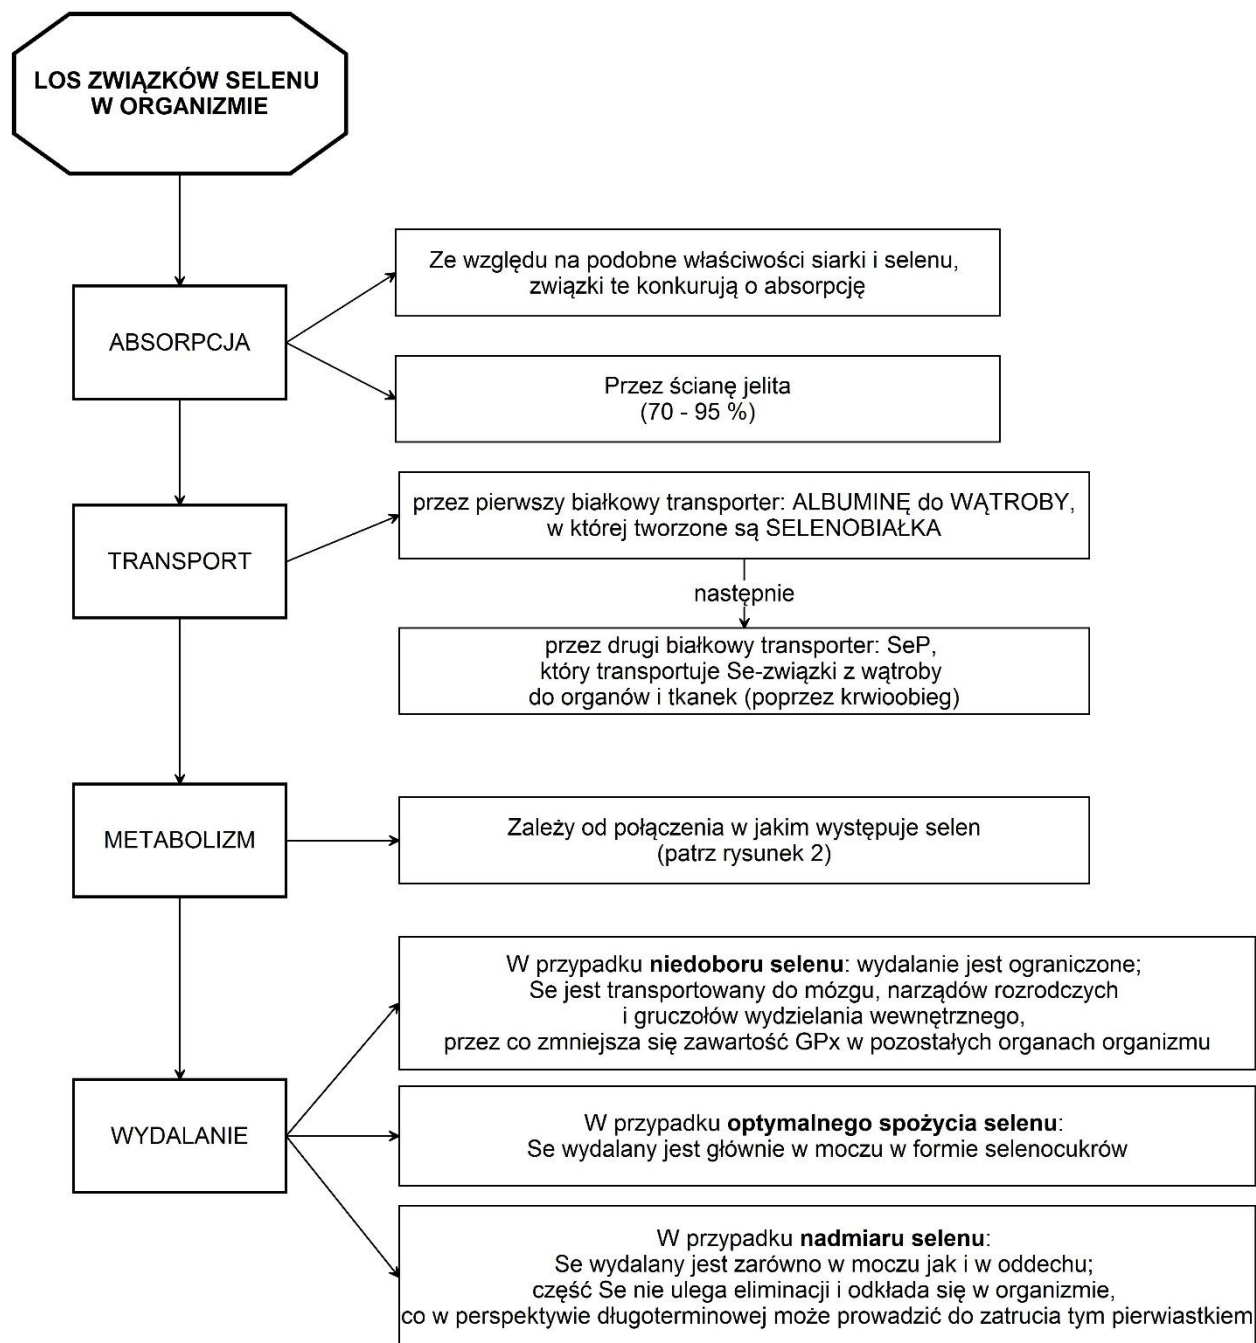 LOS ZWIĄZKÓW SELENU
W ORGANIZMIE
ABSORPCJA
Ze względu na podobne właściwości siarki i selenu,
związki te konkurują o absorpcję
Przez ścianę jelita
(70 - 95 %)
TRANSPORT
przez pierwszy białkowy transporter: ALBUMINĘ do WĄTROBY,
w której tworzone są SELENOBIAŁKA
następnie
przez drugi białkowy transporter: SeP,
który transportuje Se-związki z wątroby
do organów i tkanek (poprzez krwioobieg)
METABOLIZM
Zależy od połączenia w jakim występuje selen
(patrz rysunek 2)
WYDALANIE
W przypadku niedoboru selenu: wydalanie jest ograniczone;
Se jest transportowany do mózgu, narządów rozrodczych
i gruczołów wydzielania wewnętrznego,
przez co zmniejsza się zawartość GPx w pozostałych organach organizmu
W przypadku optymalnego spożycia selenu:
Se wydalany jest głównie w moczu w formie selenocukrów
W przypadku nadmiaru selenu:
Se wydalany jest zarówno w moczu jak i w oddechu;
część Se nie ulega eliminacji i odkłada się w organizmie,
co w perspektywie długoterminowej może prowadzić do zatrucia tym pierwiastkiem